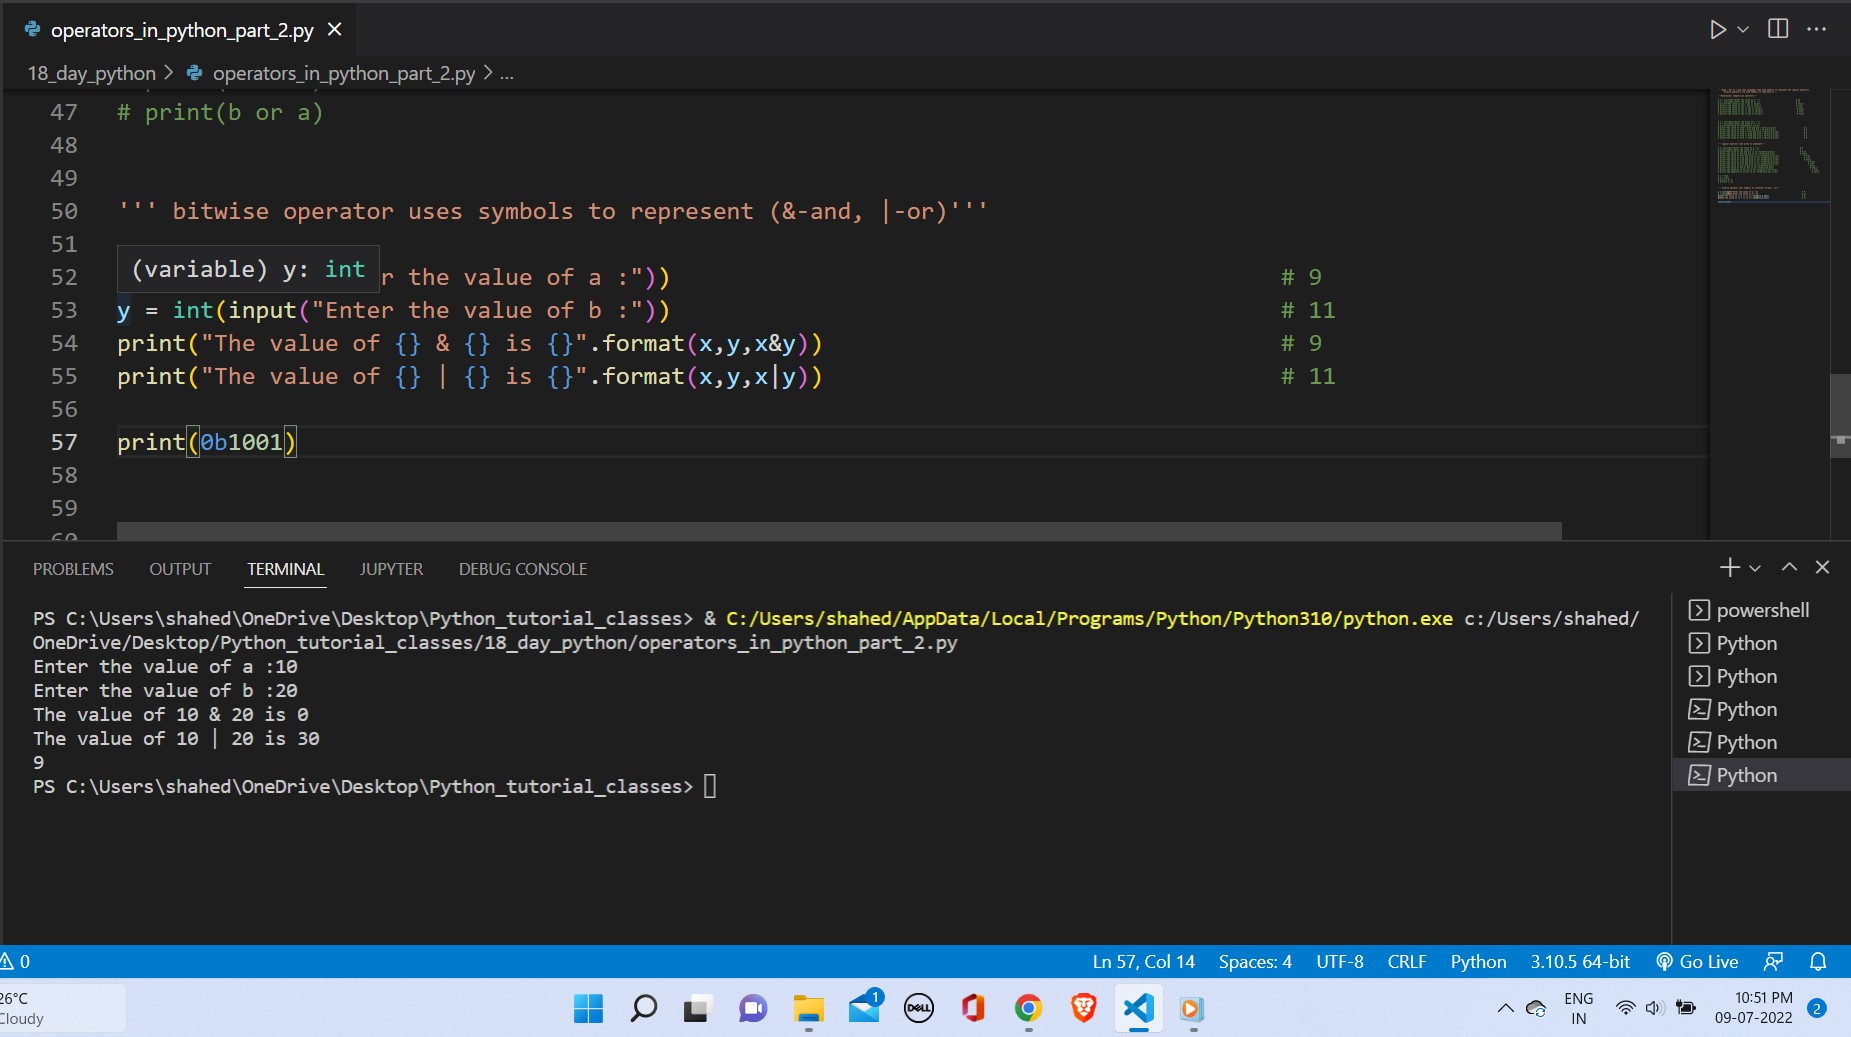 operators_in_python_part_2.py
18_day_python > operators_in_python_part_2.py > ...
47 # print(b or a)
48
49
50 ''' bitwise operator uses symbols to represent (&-and, |-or)'''
51
(variable) y: int
52 r the value of a :")) # 9
53 y = int(input("Enter the value of b :")) # 11
54 print("The value of {} & {} is {}".format(x,y,x&y)) # 9
55 print("The value of {} | {} is {}".format(x,y,x|y)) # 11
56
57 print(0b1001)
58
59
60
PROBLEMS OUTPUT TERMINAL JUPYTER DEBUG CONSOLE
PS C:\Users\shahed\OneDrive\Desktop\Python_tutorial_classes> & C:/Users/shahed/AppData/Local/Programs/Python/Python310/python.exe c:/Users/shahed/
OneDrive/Desktop/Python_tutorial_classes/18_day_python/operators_in_python_part_2.py
Enter the value of a :10
Enter the value of b :20
The value of 10 & 20 is 0
The value of 10 | 20 is 30
9
PS C:\Users\shahed\OneDrive\Desktop\Python_tutorial_classes>
powershell
Python
Python
Python
Python
Python
0
Ln 57, Col 14 Spaces: 4 UTF-8 CRLF Python 3.10.5 64-bit Go Live
26°C
Cloudy
1
DELL
ENG
IN
10:51 PM
09-07-2022
2